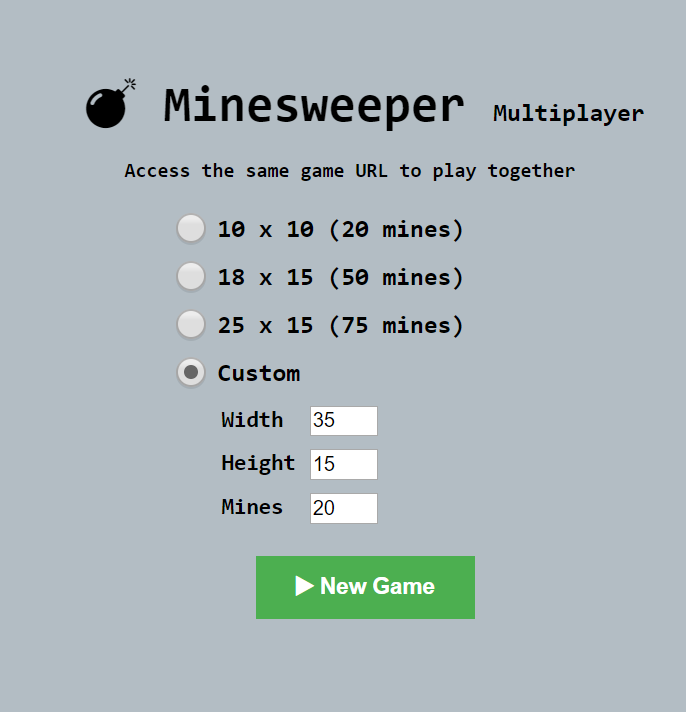 Minesweeper Multiplayer
Access the same game URL to play together
10 x 10 (20 mines)
18 x 15 (50 mines)
25 x 15 (75 mines)
Custom
Width 35
Height 15
Mines 20
New Game